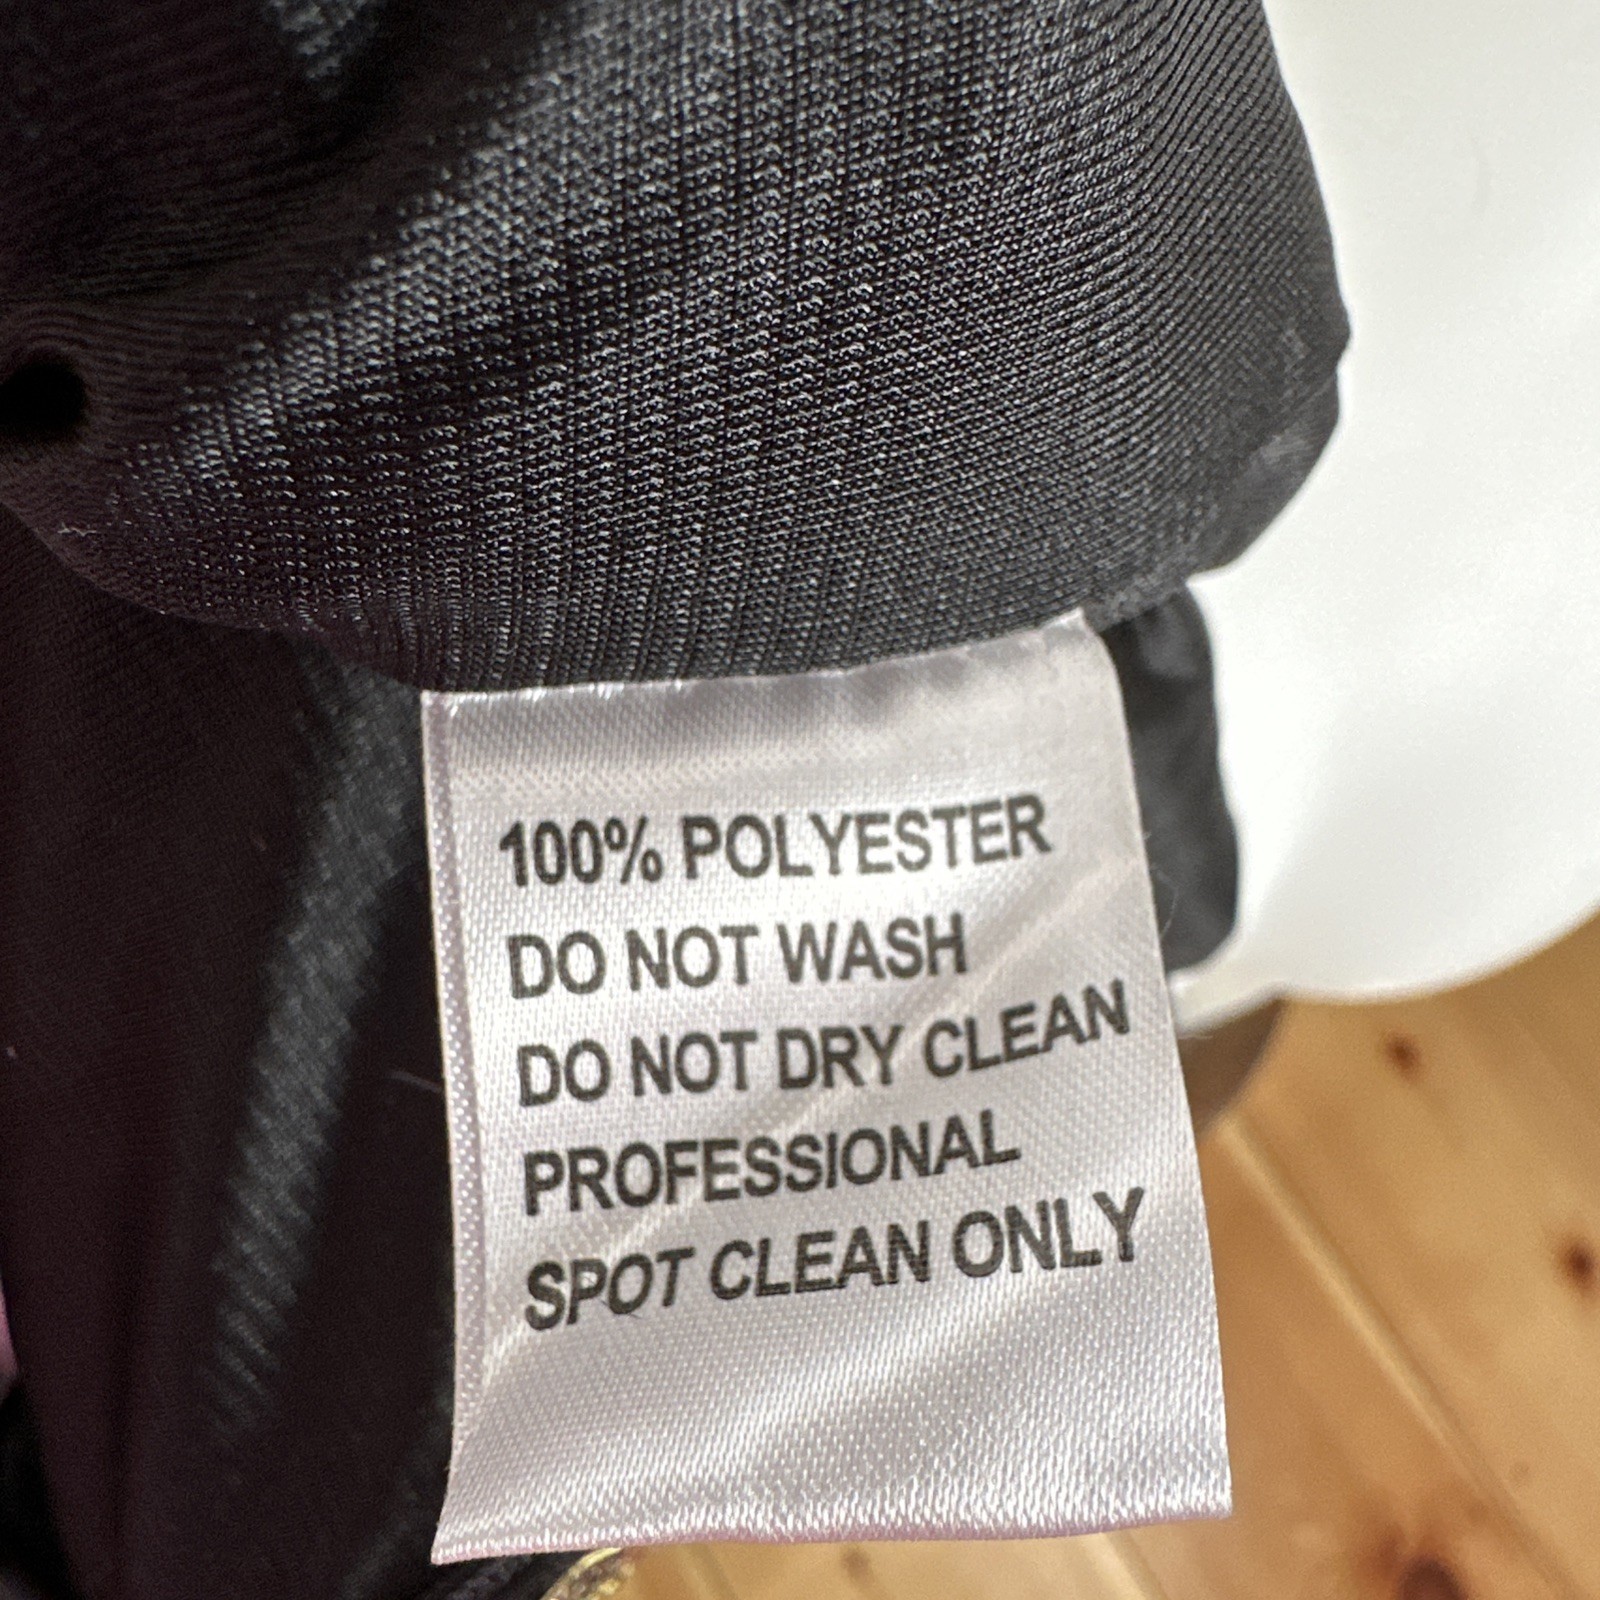 100% POLYESTER
DO NOT WASH
DO NOT DRY CLEAN
PROFESSIONAL
SPOT CLEAN ONLY